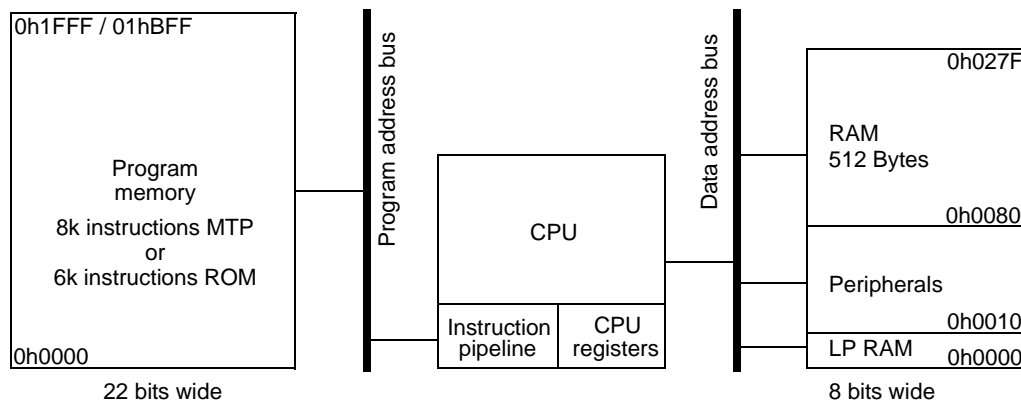 0h1FFF / 01hBFF
Program
memory
8k instructions MTP
or
6k instructions ROM
0h0000
22 bits wide
Program address bus
CPU
Instruction
pipeline
CPU
registers
Data address bus
0h027F
RAM
512 Bytes
0h0080
Peripherals
0h0010
LP RAM
0h0000
8 bits wide